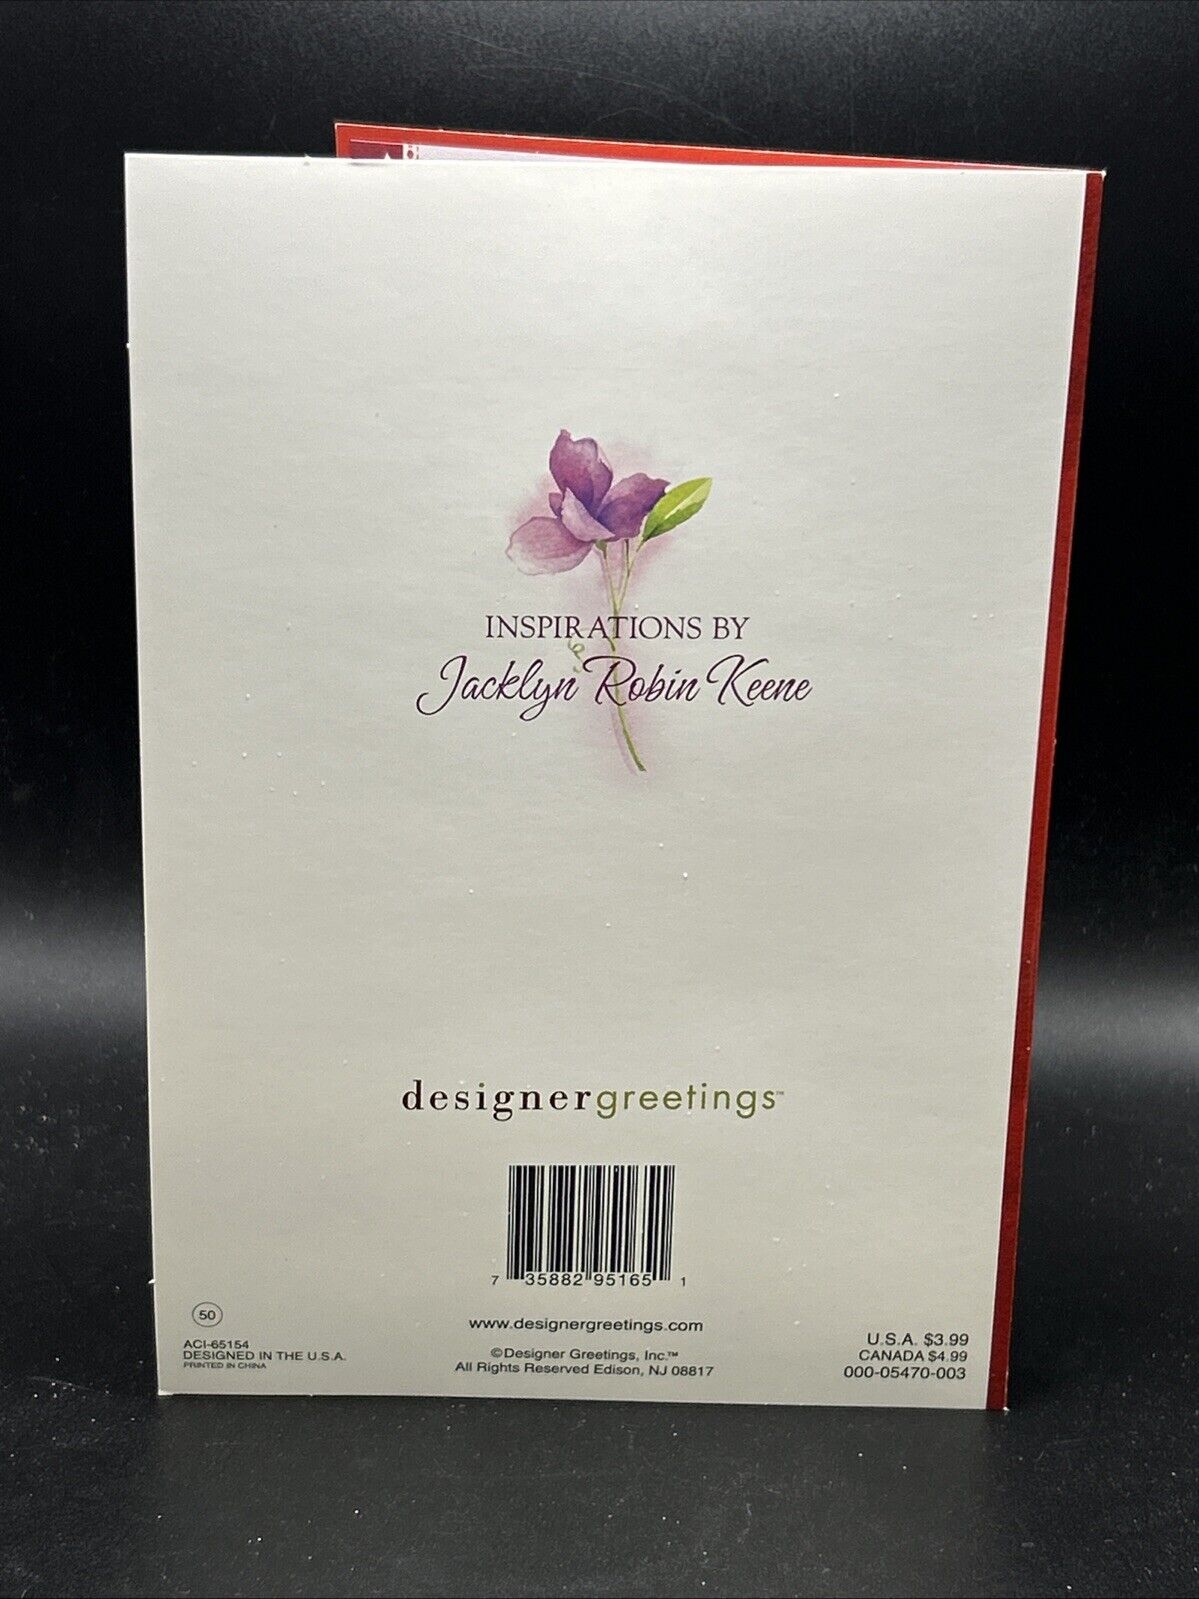 INSPIRATIONS BY
Jacklyn Robin Keene
designergreetings™
7 35882 95165 1
50
ACI-65154
DESIGNED IN THE U.S.A.
PRINTED IN CHINA
www.designergreetings.com
©Designer Greetings, Inc.™
All Rights Reserved Edison, NJ 08817
U.S.A. $3.99
CANADA $4.99
000-05470-003